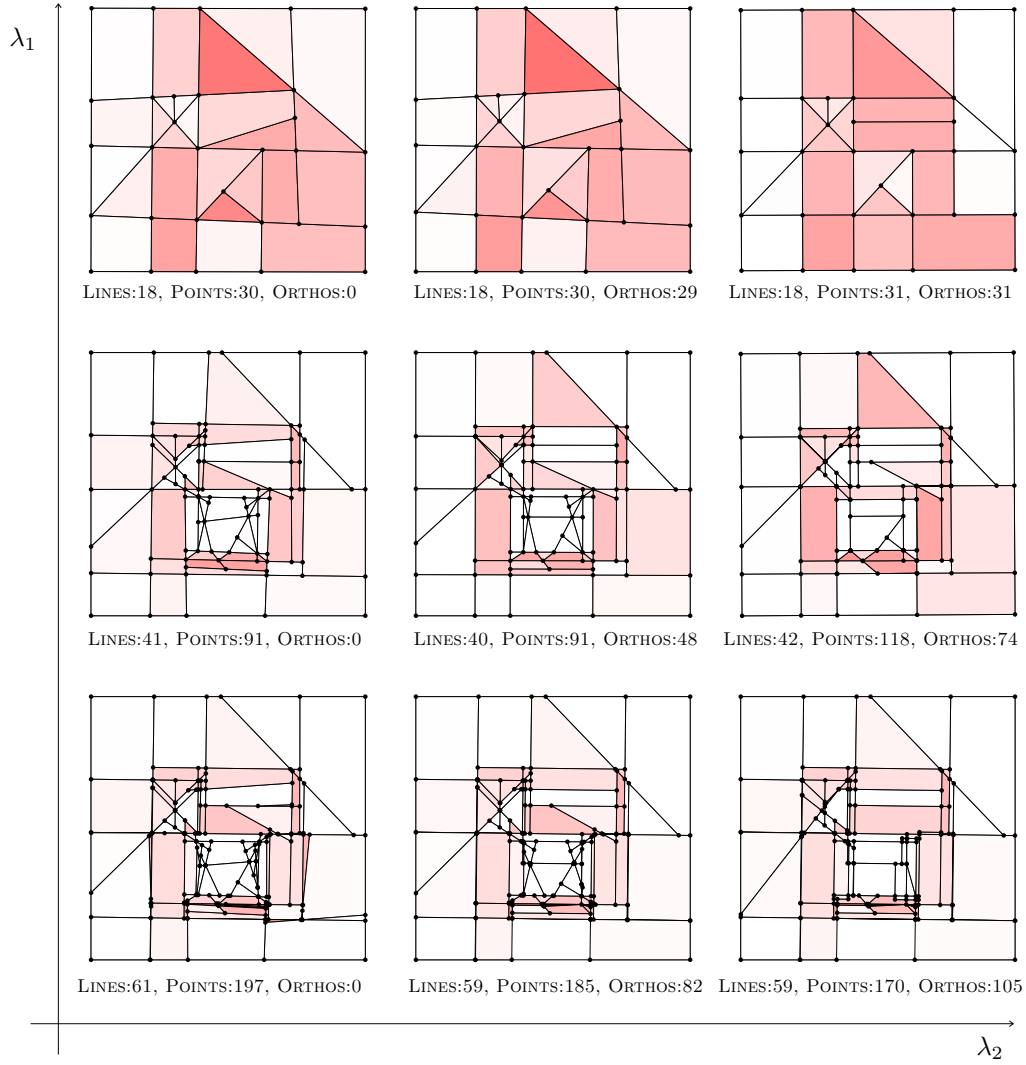 λ₁
LINES:18, POINTS:30, ORTHOS:0
LINES:18, POINTS:30, ORTHOS:29
LINES:18, POINTS:31, ORTHOS:31
LINES:41, POINTS:91, ORTHOS:0
LINES:40, POINTS:91, ORTHOS:48
LINES:42, POINTS:118, ORTHOS:74
LINES:61, POINTS:197, ORTHOS:0
LINES:59, POINTS:185, ORTHOS:82
LINES:59, POINTS:170, ORTHOS:105
λ₂